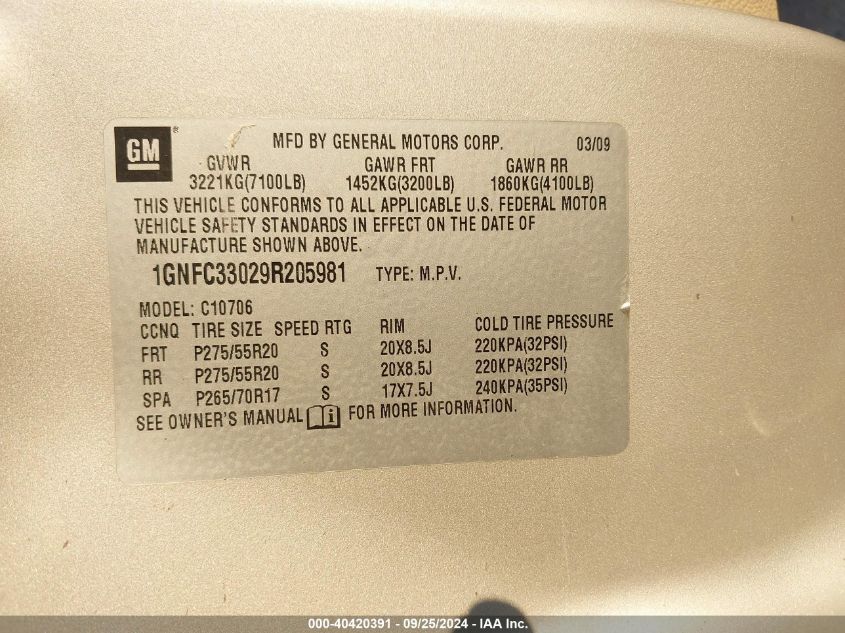 GM®
MFD BY GENERAL MOTORS CORP. 03/09
GVWR GAWR FRT GAWR RR
3221KG(7100LB) 1452KG(3200LB) 1860KG(4100LB)
THIS VEHICLE CONFORMS TO ALL APPLICABLE U.S. FEDERAL MOTOR
VEHICLE SAFETY STANDARDS IN EFFECT ON THE DATE OF
MANUFACTURE SHOWN ABOVE.
1GNFC33029R205981 TYPE: M.P.V.
MODEL: C10706
CCNQ TIRE SIZE SPEED RTG RIM COLD TIRE PRESSURE
FRT P275/55R20 S 20X8.5J 220KPA(32PSI)
RR P275/55R20 S 20X8.5J 220KPA(32PSI)
SPA P265/70R17 S 17X7.5J 240KPA(35PSI)
SEE OWNER'S MANUAL i FOR MORE INFORMATION.
000-40420391 - 09/25/2024 - IAA Inc.